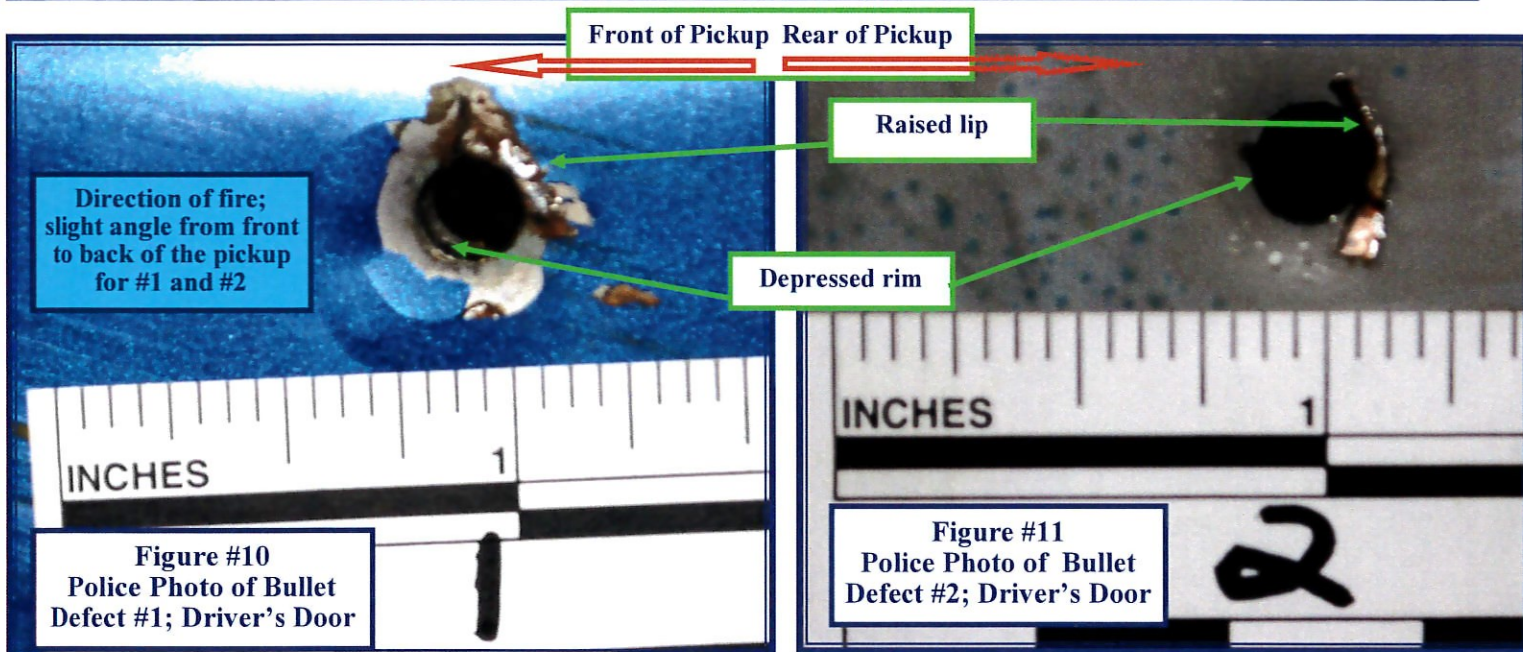 Front of Pickup Rear of Pickup
Raised lip
Direction of fire;
slight angle from front
to back of the pickup
for #1 and #2
Depressed rim
INCHES 1
INCHES 1
Figure #10
Police Photo of Bullet
Defect #1; Driver's Door
1
Figure #11
Police Photo of Bullet
Defect #2; Driver's Door
2